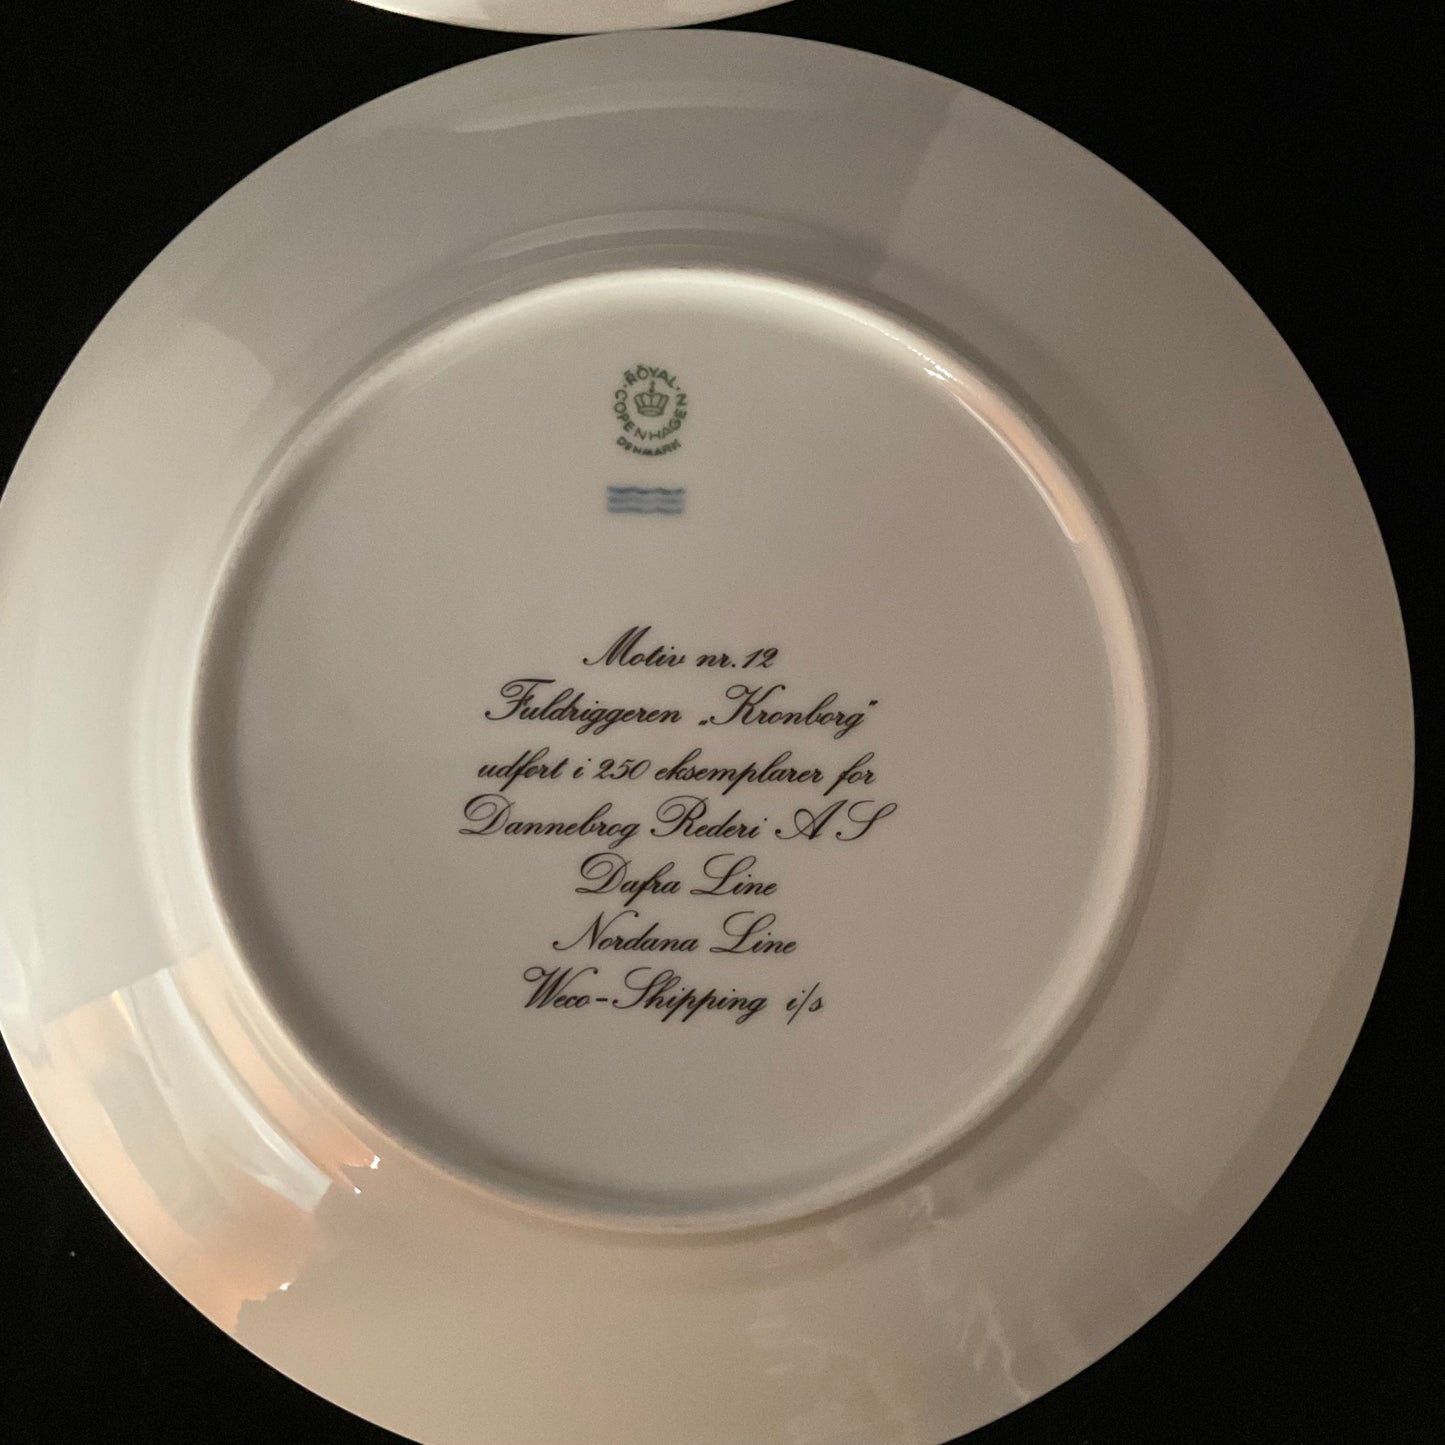 ROYAL
COPENHAGEN
DENMARK
Motiv nr. 12
Fuldriggeren „Kronborg"
udført i 250 eksemplarer for
Dannebrog Rederi A S
Dafra Line
Nordana Line
Weco-Shipping i/s